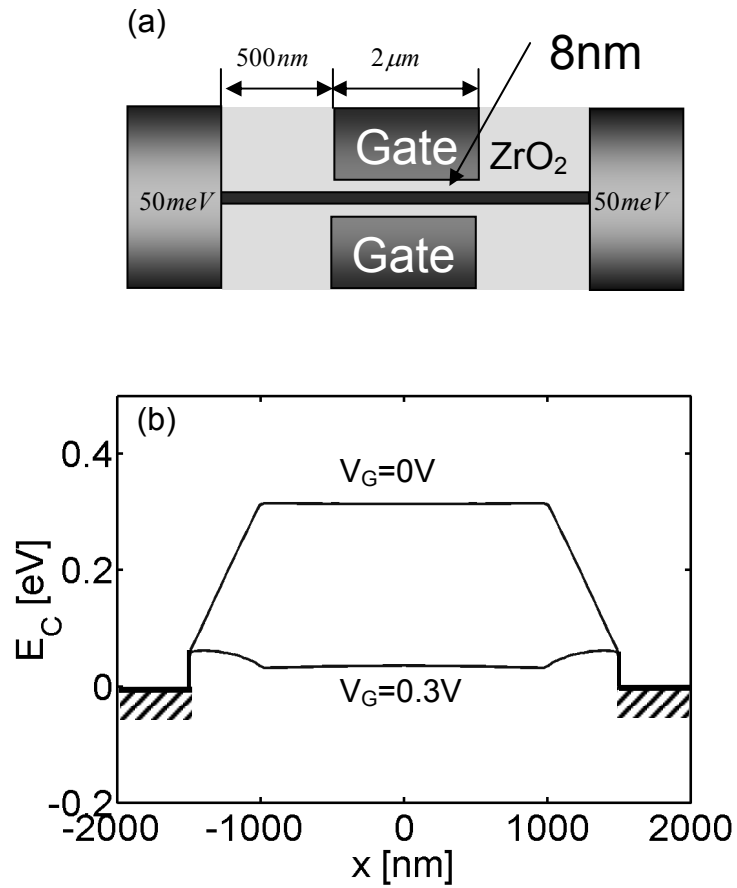 (a)
500nm
2μm
8nm
Gate
ZrO₂
50meV
50meV
Gate
(b)
0.4
V_G=0V
0.2
E_C [eV]
0
V_G=0.3V
-0.2
-2000 -1000 0 1000 2000
x [nm]